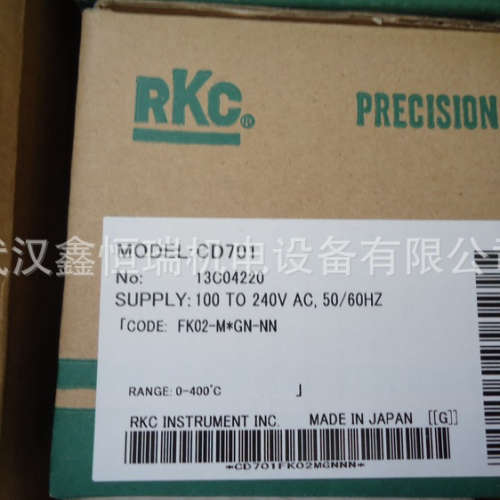 RKC®
PRECISION
MODEL:CD701
No: 13C04220
SUPPLY:100 TO 240V AC, 50/60HZ
「CODE: FK02-M*GN-NN
RANGE: 0-400℃ 」
RKC INSTRUMENT INC. MADE IN JAPAN [[G]]
*CD701FK02MGNNN*
武汉鑫恒瑞机电设备有限公